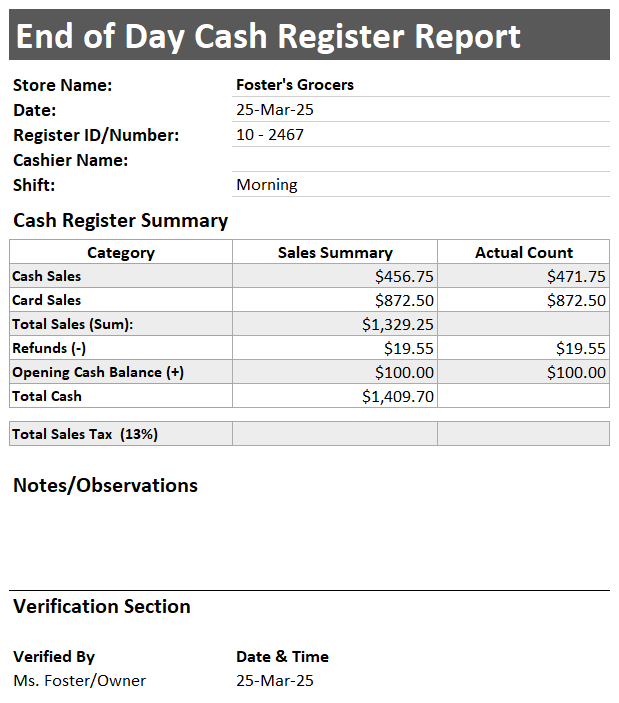 End of Day Cash Register Report
Store Name: Foster's Grocers
Date: 25-Mar-25
Register ID/Number: 10 - 2467
Cashier Name:
Shift: Morning
Cash Register Summary
Category Sales Summary Actual Count
Cash Sales $456.75 $471.75
Card Sales $872.50 $872.50
Total Sales (Sum): $1,329.25
Refunds (-) $19.55 $19.55
Opening Cash Balance (+) $100.00 $100.00
Total Cash $1,409.70
Total Sales Tax (13%)
Notes/Observations
Verification Section
Verified By Date & Time
Ms. Foster/Owner 25-Mar-25